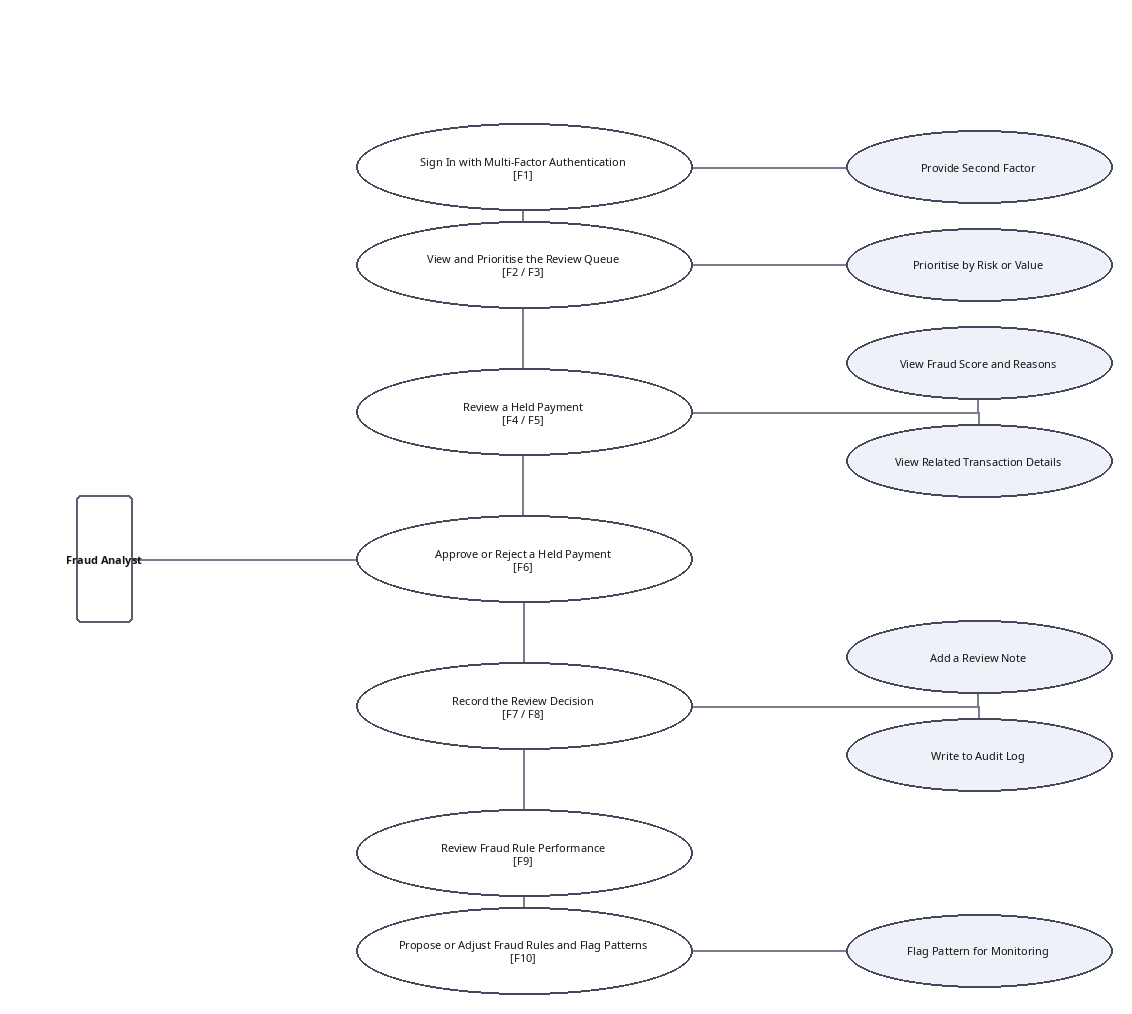 Sign In with Multi-Factor Authentication
[F1]
Provide Second Factor
View and Prioritise the Review Queue
[F2 / F3]
Prioritise by Risk or Value
View Fraud Score and Reasons
Review a Held Payment
[F4 / F5]
View Related Transaction Details
Fraud Analyst
Approve or Reject a Held Payment
[F6]
Add a Review Note
Record the Review Decision
[F7 / F8]
Write to Audit Log
Review Fraud Rule Performance
[F9]
Propose or Adjust Fraud Rules and Flag Patterns
[F10]
Flag Pattern for Monitoring